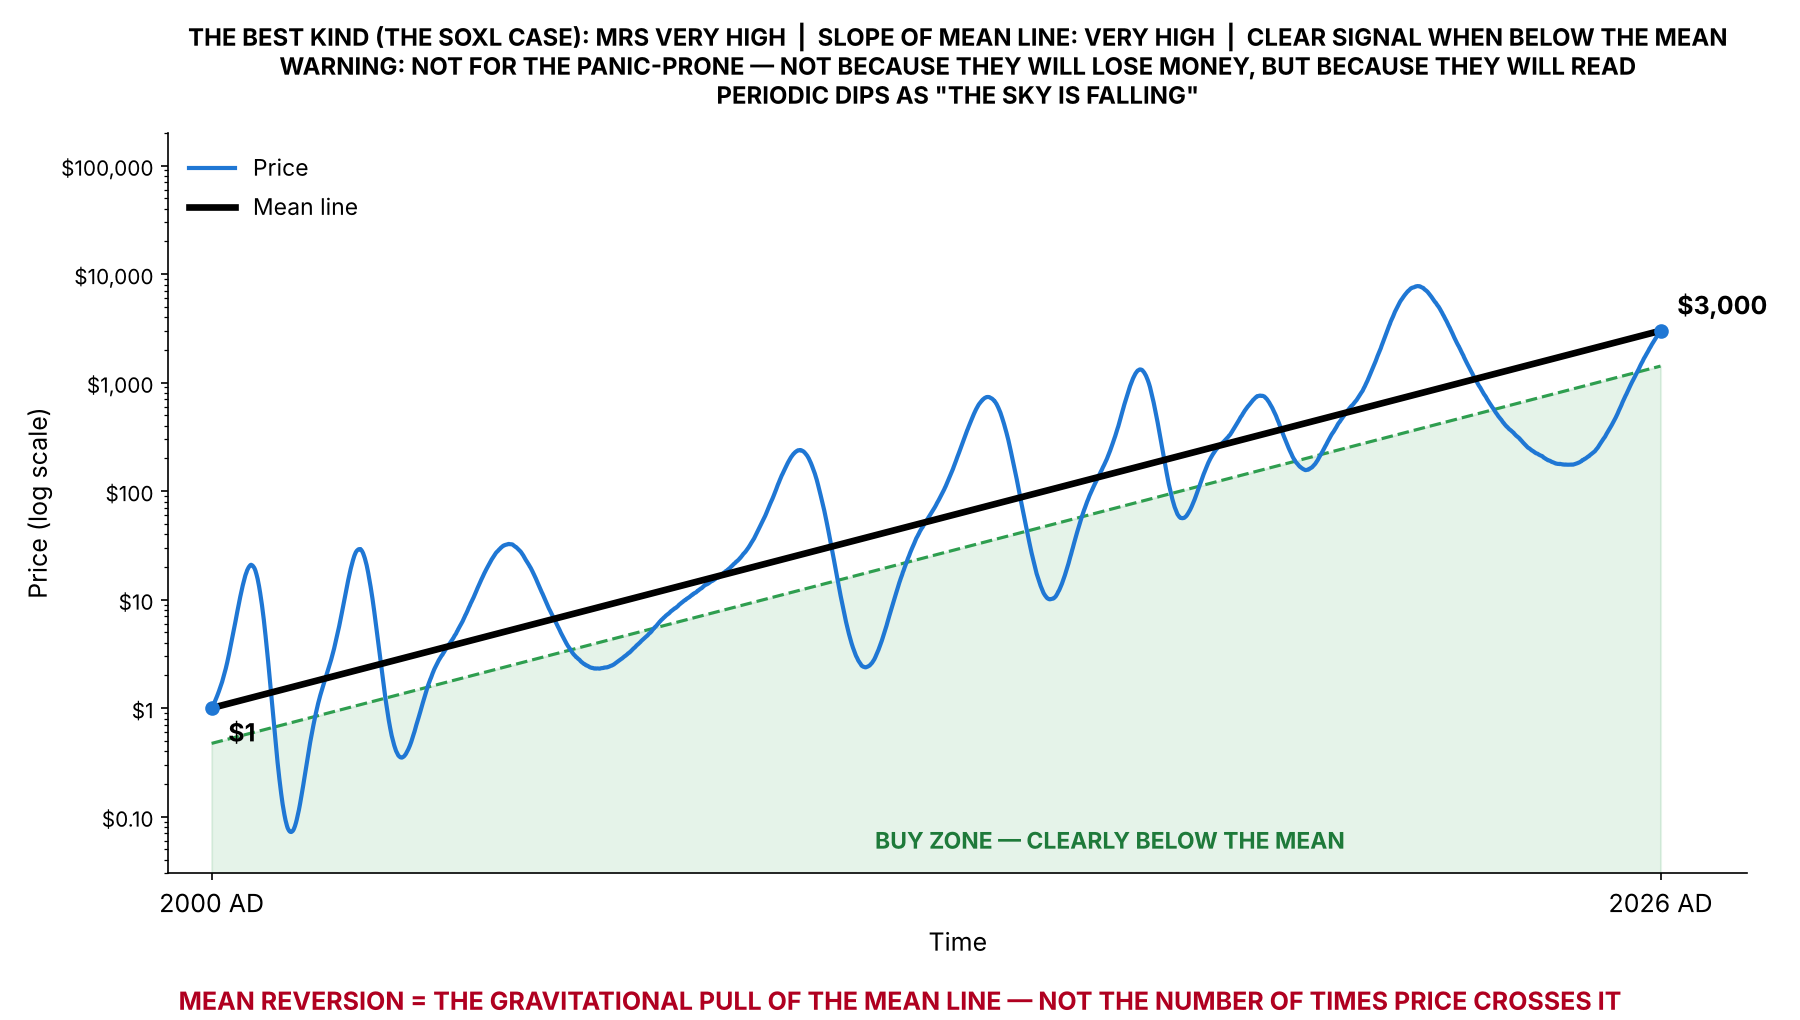 THE BEST KIND (THE SOXL CASE): MRS VERY HIGH | SLOPE OF MEAN LINE: VERY HIGH | CLEAR SIGNAL WHEN BELOW THE MEAN
WARNING: NOT FOR THE PANIC-PRONE — NOT BECAUSE THEY WILL LOSE MONEY, BUT BECAUSE THEY WILL READ
PERIODIC DIPS AS "THE SKY IS FALLING"
Price
Mean line
$100,000
$10,000
$1,000
$100
$10
$1
$0.10
Price (log scale)
$3,000
$1
BUY ZONE — CLEARLY BELOW THE MEAN
2000 AD
2026 AD
Time
MEAN REVERSION = THE GRAVITATIONAL PULL OF THE MEAN LINE — NOT THE NUMBER OF TIMES PRICE CROSSES IT